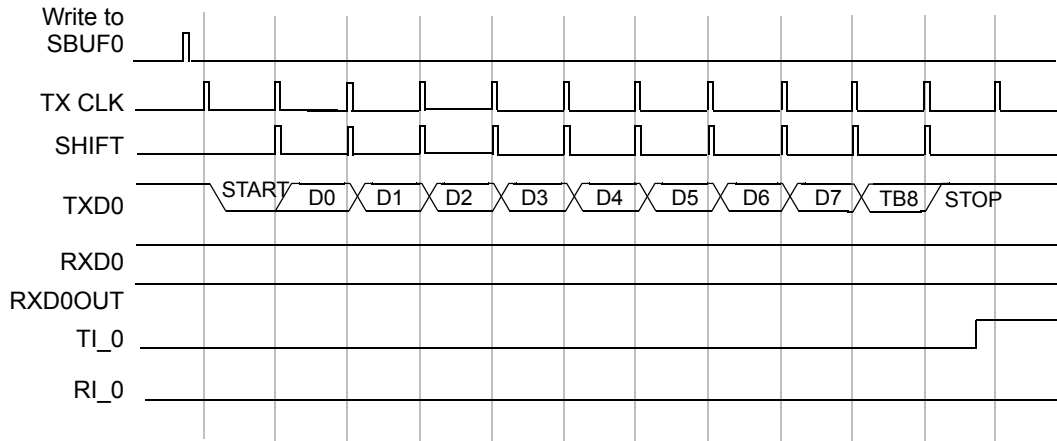 Write to
SBUF0
TX CLK
SHIFT
TXD0 START D0 D1 D2 D3 D4 D5 D6 D7 TB8 STOP
RXD0
RXD0OUT
TI_0
RI_0